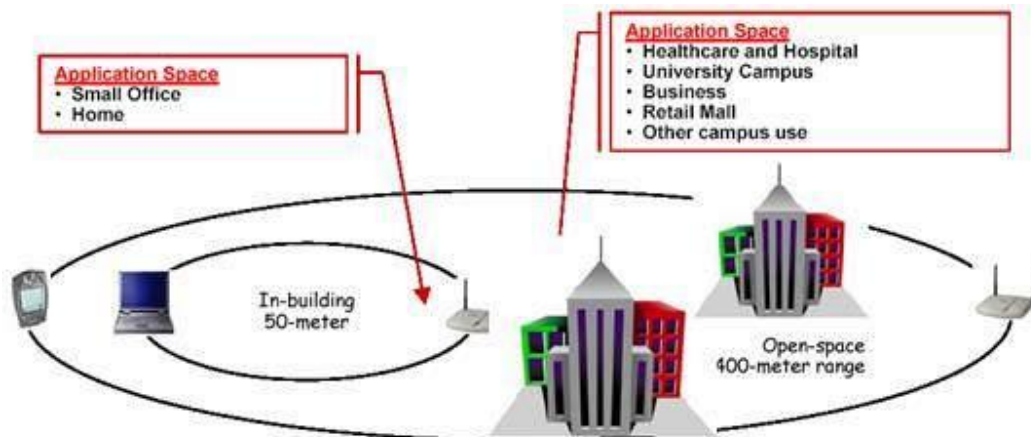 Application Space
• Small Office
• Home
Application Space
• Healthcare and Hospital
• University Campus
• Business
• Retail Mall
• Other campus use
In-building
50-meter
Open-space
400-meter range